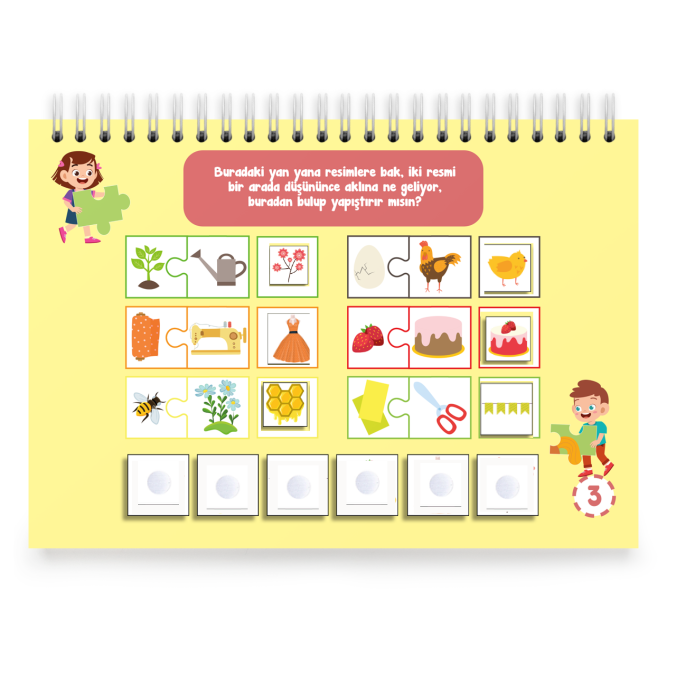 Buradaki yan yana resimlere bak, iki resmi
bir arada düşününce aklına ne geliyor,
buradan bulup yapıştırır mısın?
3